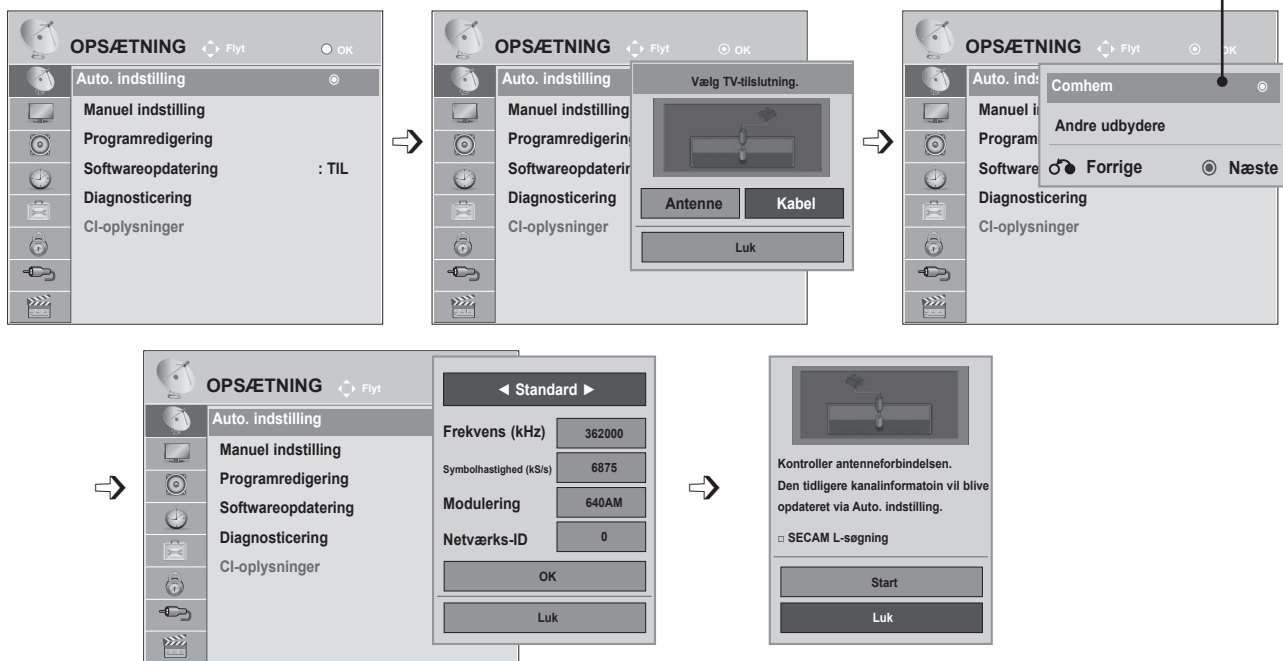 OPSÆTNING Flyt OK
Auto. indstilling
Manuel indstilling
Programredigering
Softwareopdatering : TIL
Diagnosticering
CI-oplysninger
OPSÆTNING Flyt OK
Auto. indstilling
Manuel indstilling
Programredigering
Softwareopdaterin
Diagnosticering
CI-oplysninger
Vælg TV-tilslutning.
Antenne Kabel
Luk
OPSÆTNING Flyt OK
Auto. inds
Manuel i
Program
Software
Diagnosticering
CI-oplysninger
Comhem
Andre udbydere
Forrige Næste
OPSÆTNING Flyt
Auto. indstilling
Manuel indstilling
Programredigering
Softwareopdatering
Diagnosticering
CI-oplysninger
◄ Standard ►
Frekvens (kHz) 362000
Symbolhastighed (kS/s) 6875
Modulering 640AM
Netværks-ID 0
OK
Luk
Kontroller antenneforbindelsen.
Den tidligere kanalinformatoin vil blive
opdateret via Auto. indstilling.
□ SECAM L-søgning
Start
Luk